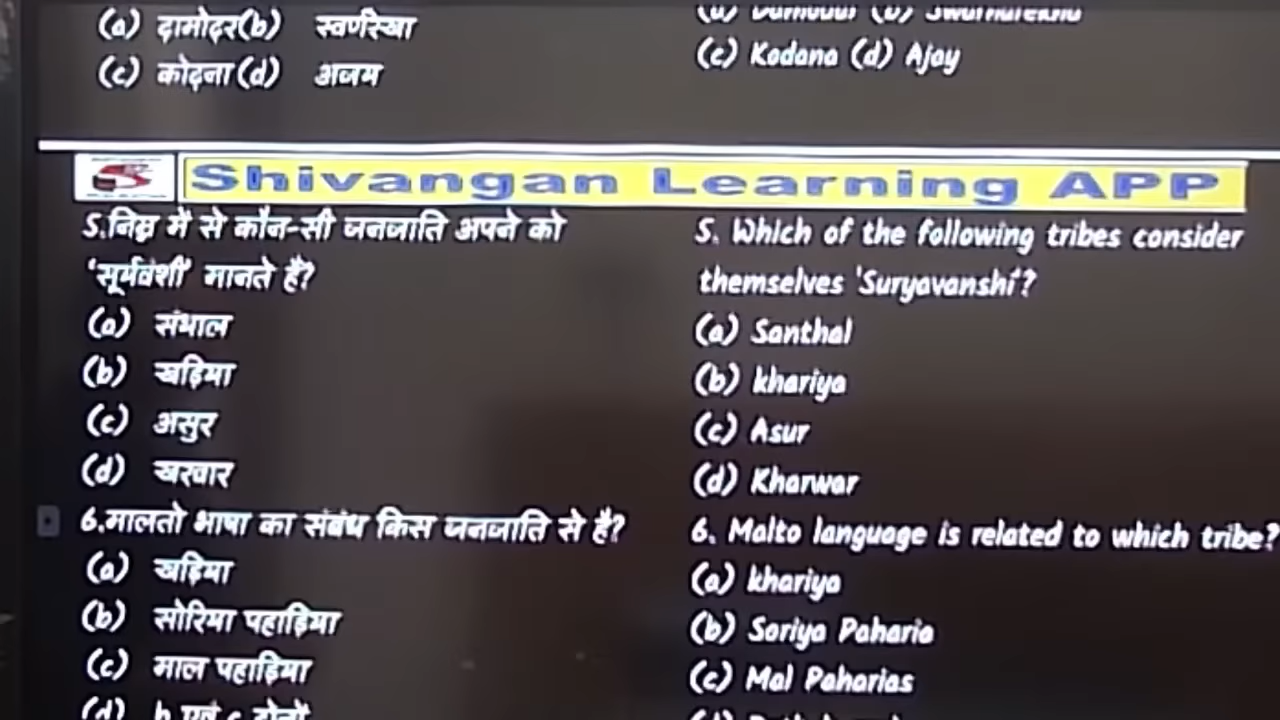 (a) दामोदर(b) स्वर्णरेखा
(c) कोढ़ना(d) अजय
(c) Kodana (d) Ajay
Shivangan Learning APP
5.निम्न में से कौन-सी जनजाति अपने को
'सूर्यवंशी' मानते हैं?
(a) संथाल
(b) खड़िया
(c) असुर
(d) खरवार
5. Which of the following tribes consider
themselves 'Suryavanshi'?
(a) Santhal
(b) khariya
(c) Asur
(d) Kharwar
6.मालतो भाषा का संबंध किस जनजाति से है?
(a) खड़िया
(b) सोरिया पहाड़िया
(c) माल पहाड़िया
(d) b एवं c दोनों
6. Malto language is related to which tribe?
(a) khariya
(b) Soriya Paharia
(c) Mal Paharias